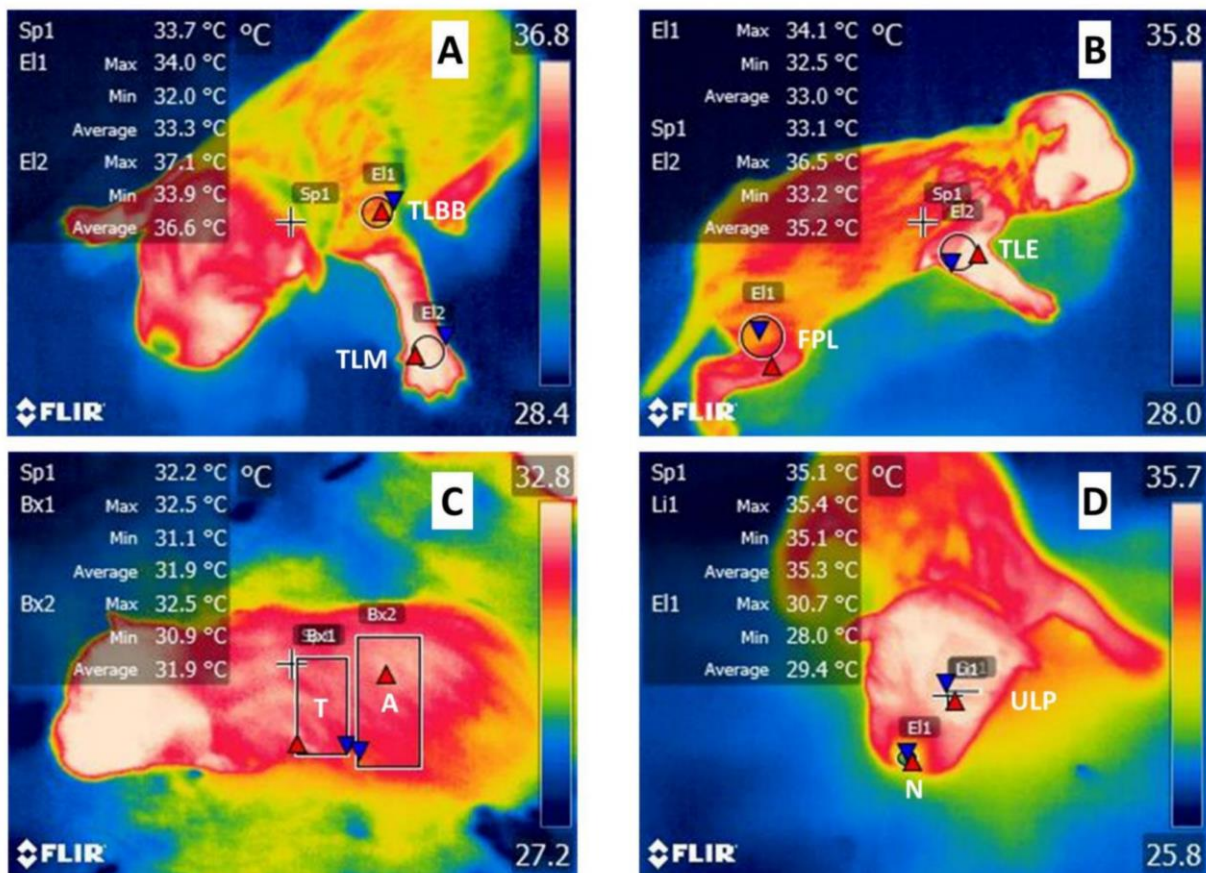 Sp1 33.7 °C °C A 36.8
El1 Max 34.0 °C
Min 32.0 °C
Average 33.3 °C
El2 Max 37.1 °C
Min 33.9 °C
Average 36.6 °C
El1
Sp1
TLBB
El2
TLM
FLIR 28.4
El1 Max 34.1 °C °C B 35.8
Min 32.5 °C
Average 33.0 °C
Sp1 33.1 °C
El2 Max 36.5 °C
Min 33.2 °C
Average 35.2 °C
Sp1
El2
TLE
El1
FPL
FLIR 28.0
Sp1 32.2 °C °C C 32.8
Bx1 Max 32.5 °C
Min 31.1 °C
Average 31.9 °C
Bx2 Max 32.5 °C
Min 30.9 °C
Average 31.9 °C
Bx2
Bx1
T A
FLIR 27.2
Sp1 35.1 °C °C D 35.7
Li1 Max 35.4 °C
Min 35.1 °C
Average 35.3 °C
El1 Max 30.7 °C
Min 28.0 °C
Average 29.4 °C
Li1
ULP
El1
N
FLIR 25.8